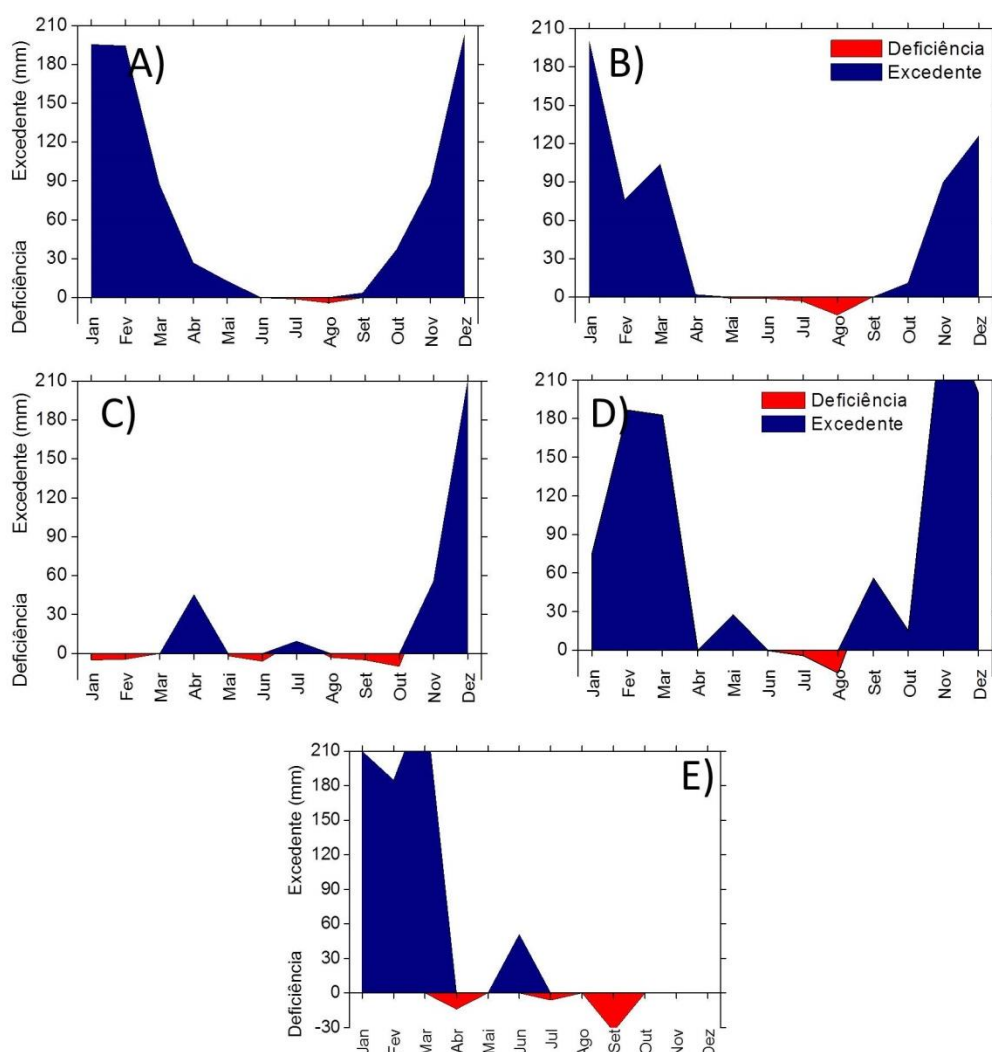 A)
Excedente (mm)
Deficiência
210
180
150
120
90
60
30
0
Jan Fev Mar Abr Mai Jun Jul Ago Set Out Nov Dez
B)
Deficiência
Excedente
210
180
150
120
90
60
30
0
Jan Fev Mar Abr Mai Jun Jul Ago Set Out Nov Dez
C)
Excedente (mm)
Deficiência
210
180
150
120
90
60
30
0
Jan Fev Mar Abr Mai Jun Jul Ago Set Out Nov Dez
D)
Deficiência
Excedente
210
180
150
120
90
60
30
0
Jan Fev Mar Abr Mai Jun Jul Ago Set Out Nov Dez
E)
Excedente (mm)
Deficiência
210
180
150
120
90
60
30
0
-30
Jan Fev Mar Abr Mai Jun Jul Ago Set Out Nov Dez